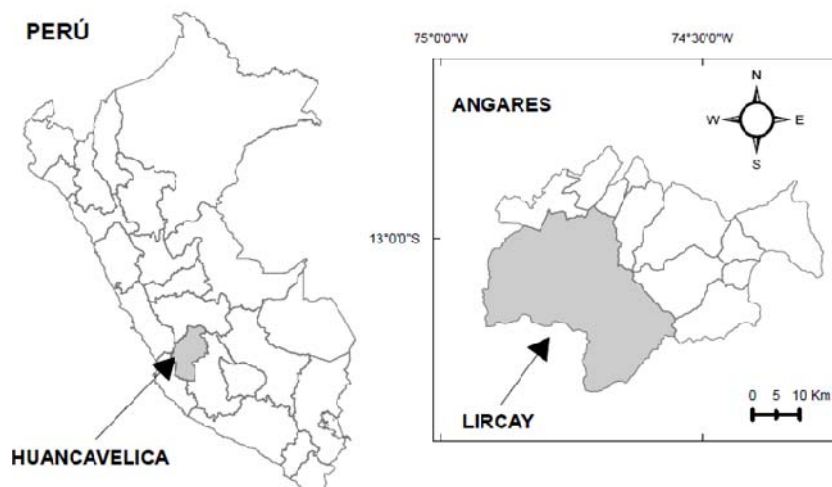 PERÚ
HUANCAVELICA
75°0'0"W
74°30'0"W
ANGARES
N
W
E
S
13°0'0"S
LIRCAY
0 5 10 Km